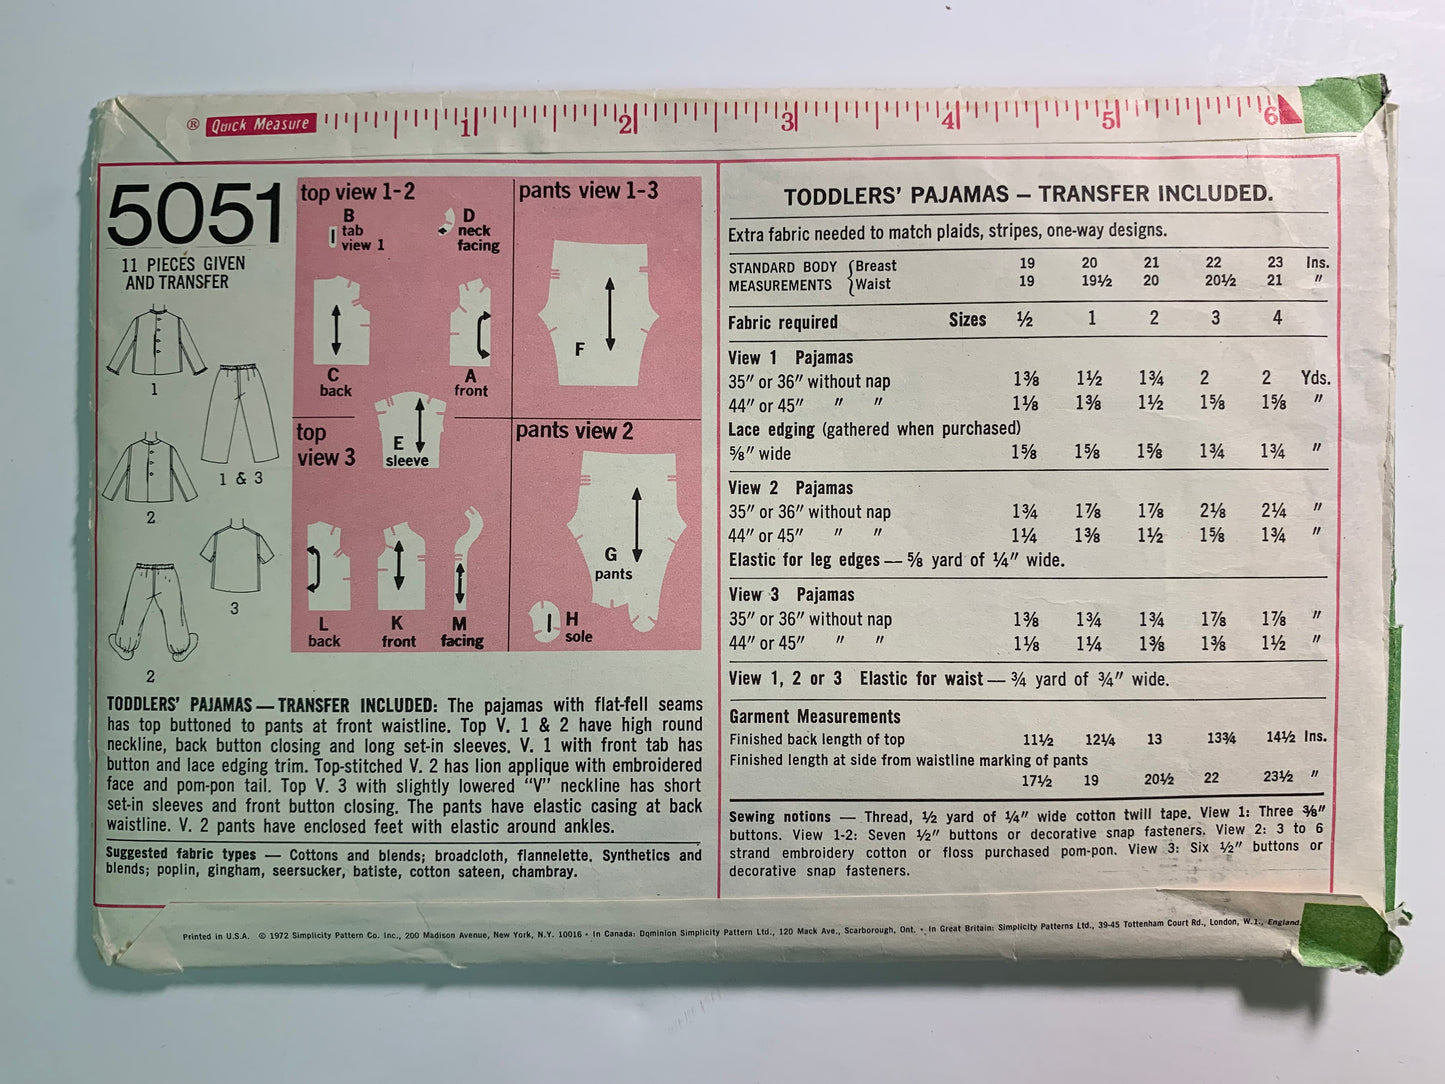 ® Quick Measure 1 2 3 4 5 6
5051
11 PIECES GIVEN
AND TRANSFER
1
1 & 3
2
3
2
top view 1-2
B
tab
view 1
D
neck
facing
C
back
A
front
E
sleeve
top
view 3
L
back
K
front
M
facing
pants view 1-3
F
pants view 2
G
pants
H
sole
TODDLERS' PAJAMAS — TRANSFER INCLUDED: The pajamas with flat-fell seams
has top buttoned to pants at front waistline. Top V. 1 & 2 have high round
neckline, back button closing and long set-in sleeves. V. 1 with front tab has
button and lace edging trim. Top-stitched V. 2 has lion applique with embroidered
face and pom-pon tail. Top V. 3 with slightly lowered "V" neckline has short
set-in sleeves and front button closing. The pants have elastic casing at back
waistline. V. 2 pants have enclosed feet with elastic around ankles.
Suggested fabric types — Cottons and blends; broadcloth, flannelette. Synthetics and
blends; poplin, gingham, seersucker, batiste, cotton sateen, chambray.
TODDLERS' PAJAMAS — TRANSFER INCLUDED.
Extra fabric needed to match plaids, stripes, one-way designs.
STANDARD BODY Breast 19 20 21 22 23 Ins.
MEASUREMENTS Waist 19 19½ 20 20½ 21 "
Fabric required Sizes ½ 1 2 3 4
View 1 Pajamas
35" or 36" without nap 1⅜ 1½ 1¾ 2 2 Yds.
44" or 45" " " 1⅛ 1⅜ 1½ 1⅝ 1⅝ "
Lace edging (gathered when purchased)
⅝" wide 1⅝ 1⅝ 1⅝ 1¾ 1¾ "
View 2 Pajamas
35" or 36" without nap 1¾ 1⅞ 1⅞ 2⅛ 2¼ "
44" or 45" " " 1¼ 1⅜ 1½ 1⅝ 1¾ "
Elastic for leg edges — ⅝ yard of ¼" wide.
View 3 Pajamas
35" or 36" without nap 1⅜ 1¾ 1¾ 1⅞ 1⅞ "
44" or 45" " " 1⅛ 1¼ 1⅜ 1⅜ 1½ "
View 1, 2 or 3 Elastic for waist — ¾ yard of ¾" wide.
Garment Measurements
Finished back length of top 11½ 12¼ 13 13¾ 14½ Ins.
Finished length at side from waistline marking of pants
17½ 19 20½ 22 23½ "
Sewing notions — Thread, ½ yard of ¼" wide cotton twill tape. View 1: Three ⅜"
buttons. View 1-2: Seven ½" buttons or decorative snap fasteners. View 2: 3 to 6
strand embroidery cotton or floss purchased pom-pon. View 3: Six ½" buttons or
decorative snap fasteners.
Printed in U.S.A. © 1972 Simplicity Pattern Co. Inc., 200 Madison Avenue, New York, N.Y. 10016 • In Canada: Dominion Simplicity Pattern Ltd., 120 Mack Ave., Scarborough, Ont. • In Great Britain: Simplicity Patterns Ltd., 39-45 Tottenham Court Rd., London, W.1., England.